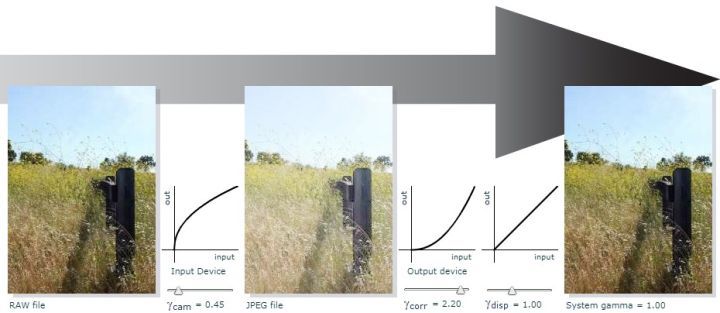 out
input
Input Device
γcam = 0.45
out
input
Output device
γcorr = 2.20
out
input
γdisp = 1.00
RAW file
JPEG file
System gamma = 1.00